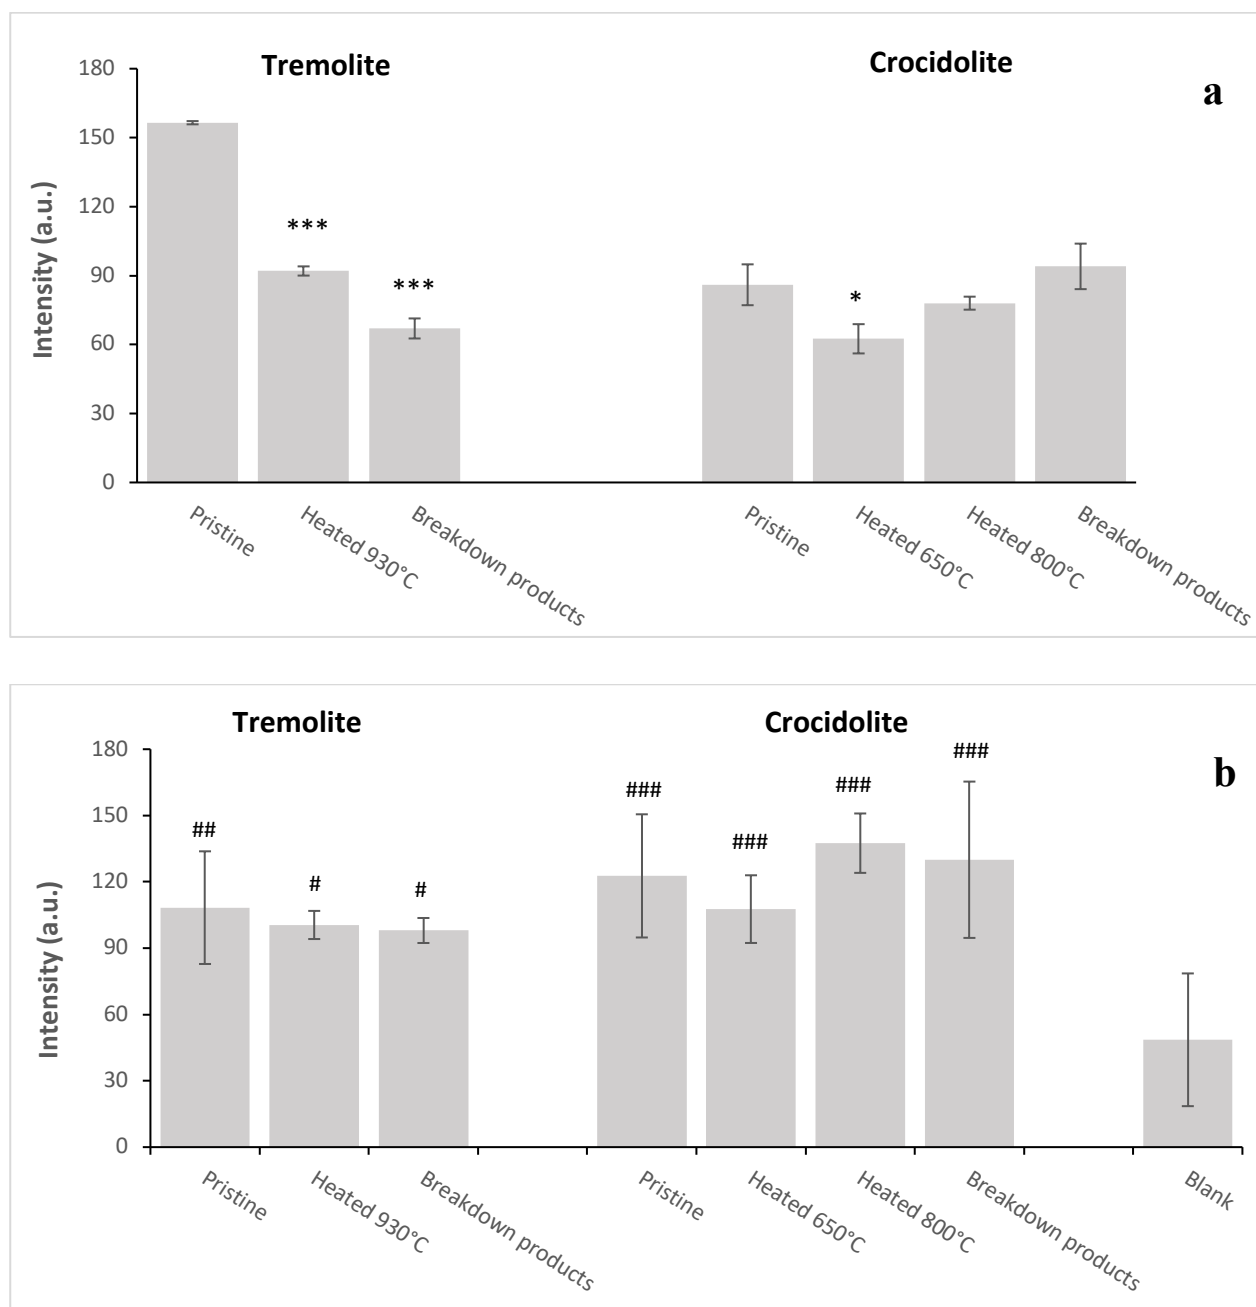 Tremolite
Crocidolite
a
180
150
120
90
60
30
0
Intensity (a.u.)
***
***
*
Pristine
Heated 930°C
Breakdown products
Pristine
Heated 650°C
Heated 800°C
Breakdown products
Tremolite
Crocidolite
b
180
150
120
90
60
30
0
Intensity (a.u.)
##
#
#
###
###
###
###
Pristine
Heated 930°C
Breakdown products
Pristine
Heated 650°C
Heated 800°C
Breakdown products
Blank